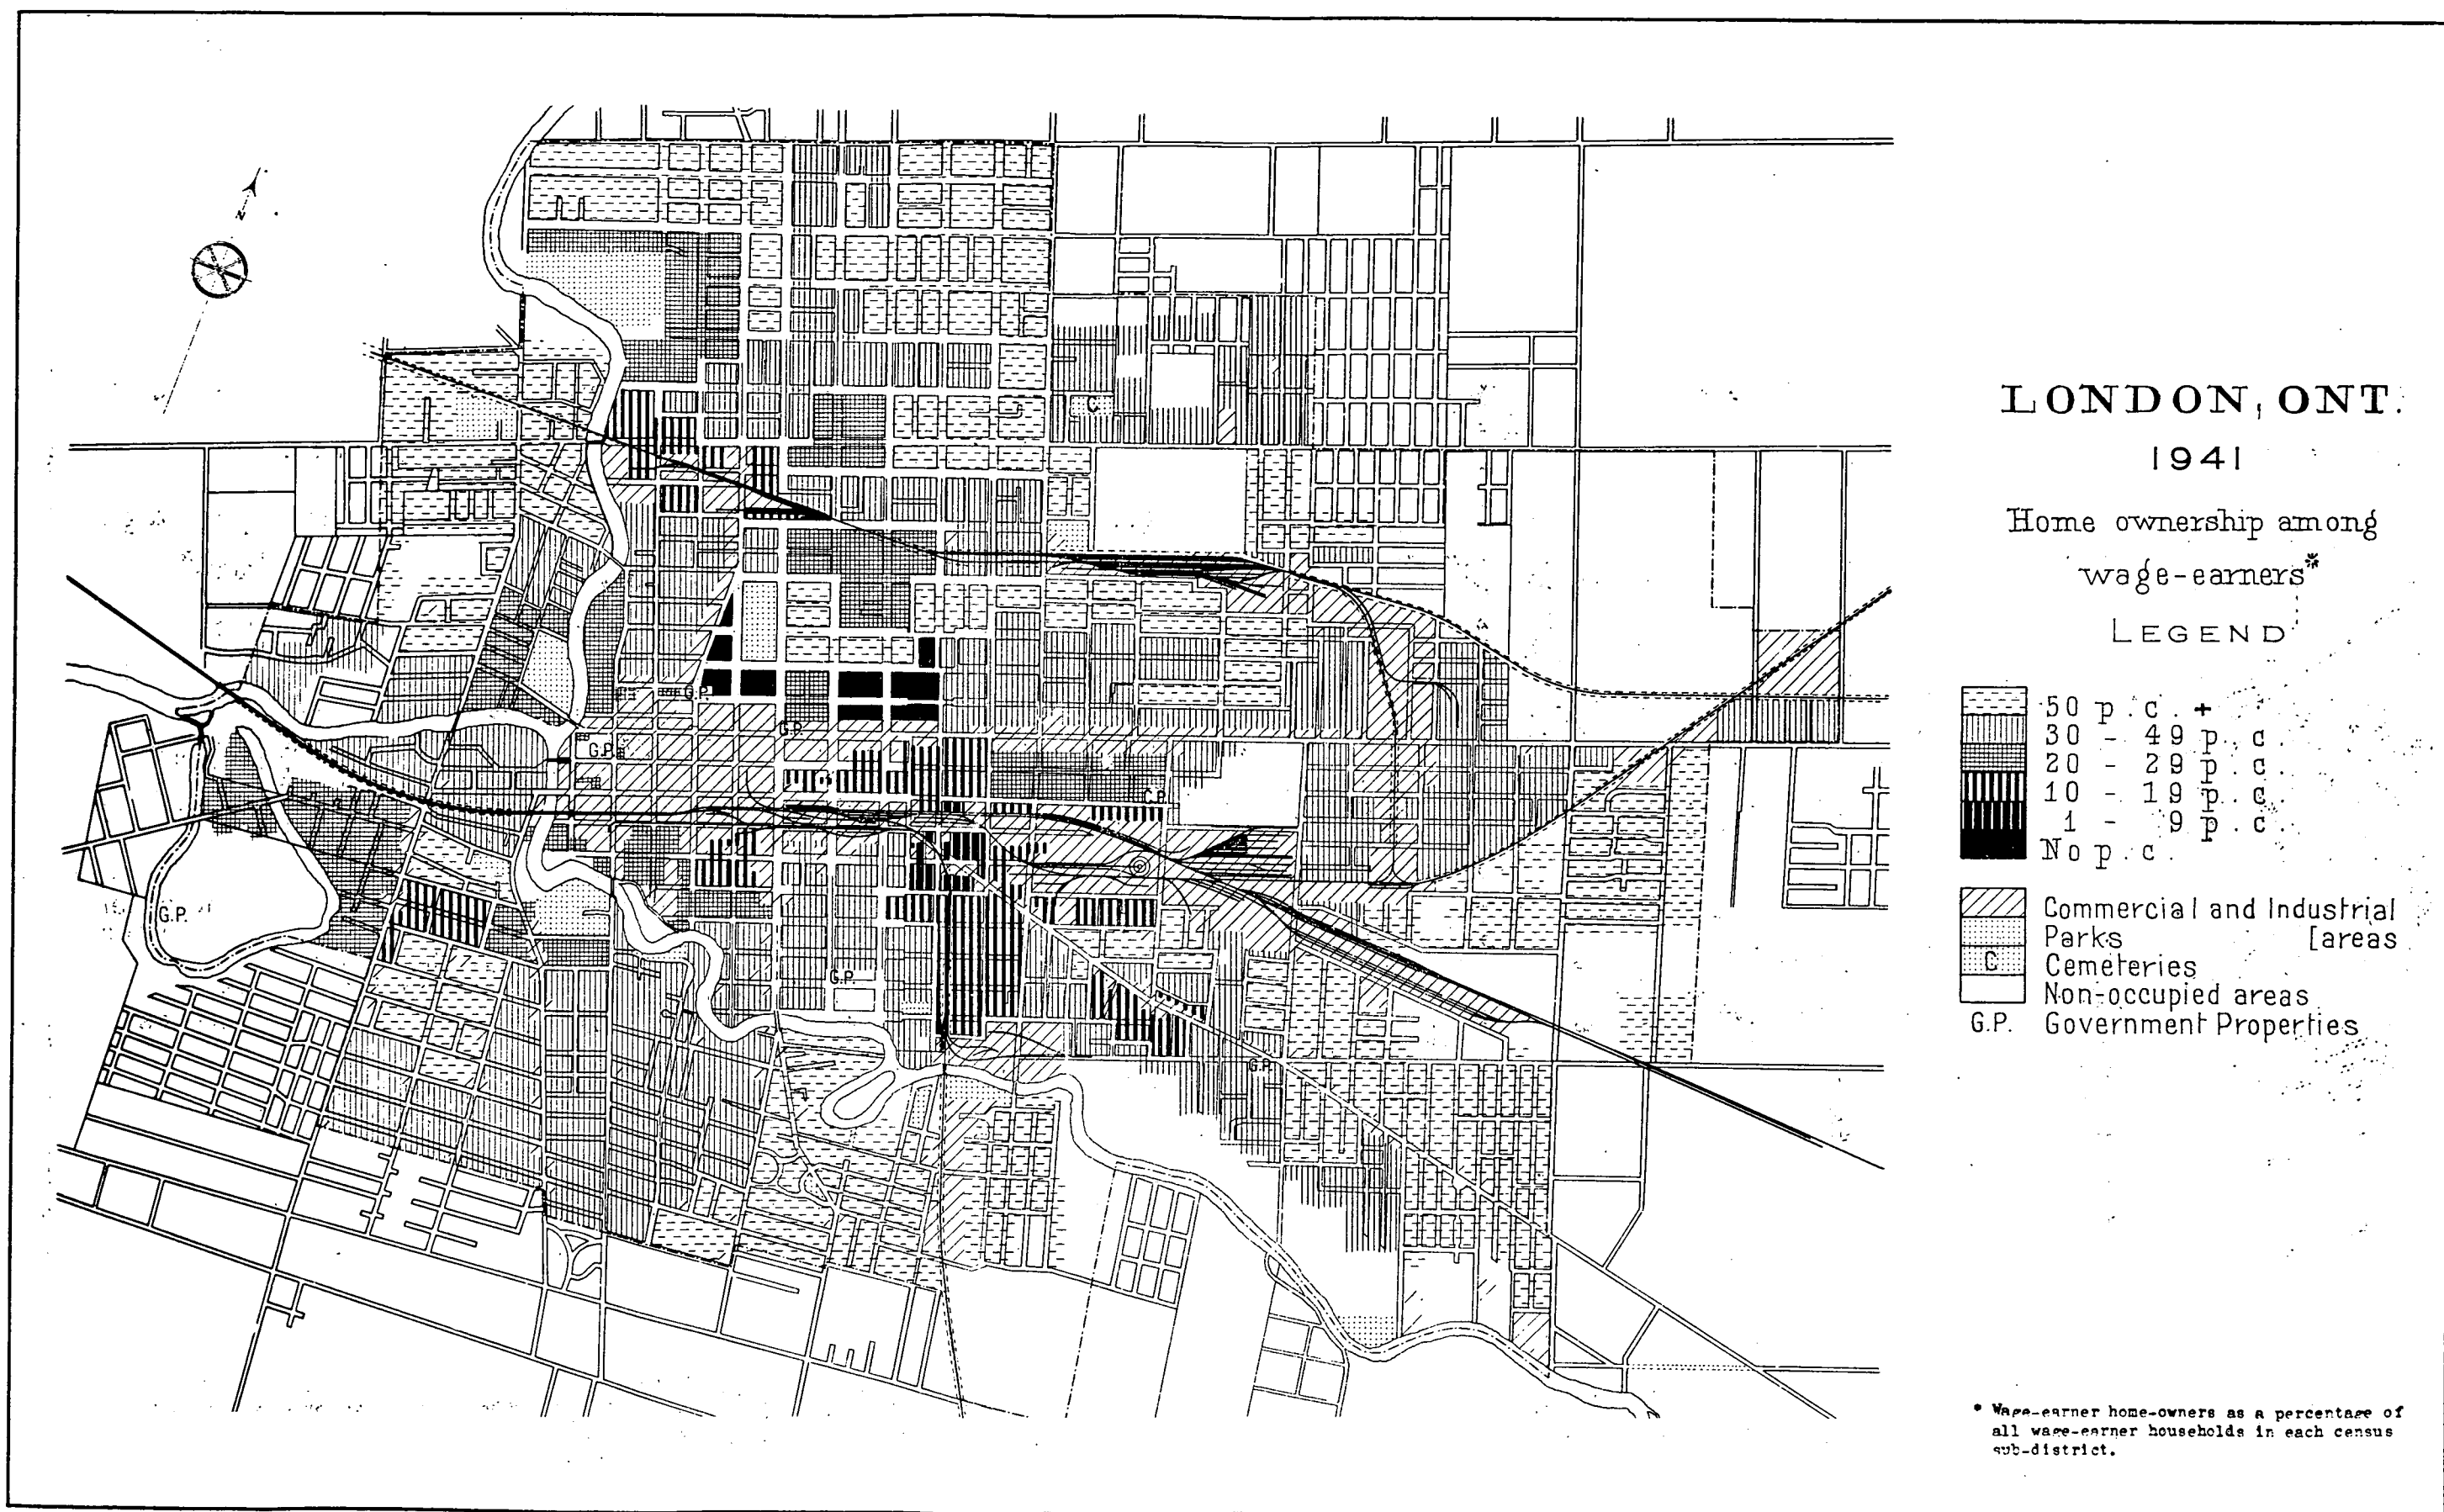 N
C
G.P.
G.P.
G.P.
G.P.
G.P.
G.P.
G.P.
LONDON, ONT.
1941
Home ownership among
wage-earners*
LEGEND
50 p.c. +
30 - 49 p.c.
20 - 29 p.c.
10 - 19 p.c.
1 - 9 p.c.
No p.c.
Commercial and Industrial
Parks [areas
C Cemeteries
Non-occupied areas
G.P. Government Properties
* Wage-earner home-owners as a percentage of
all wage-earner households in each census
sub-district.